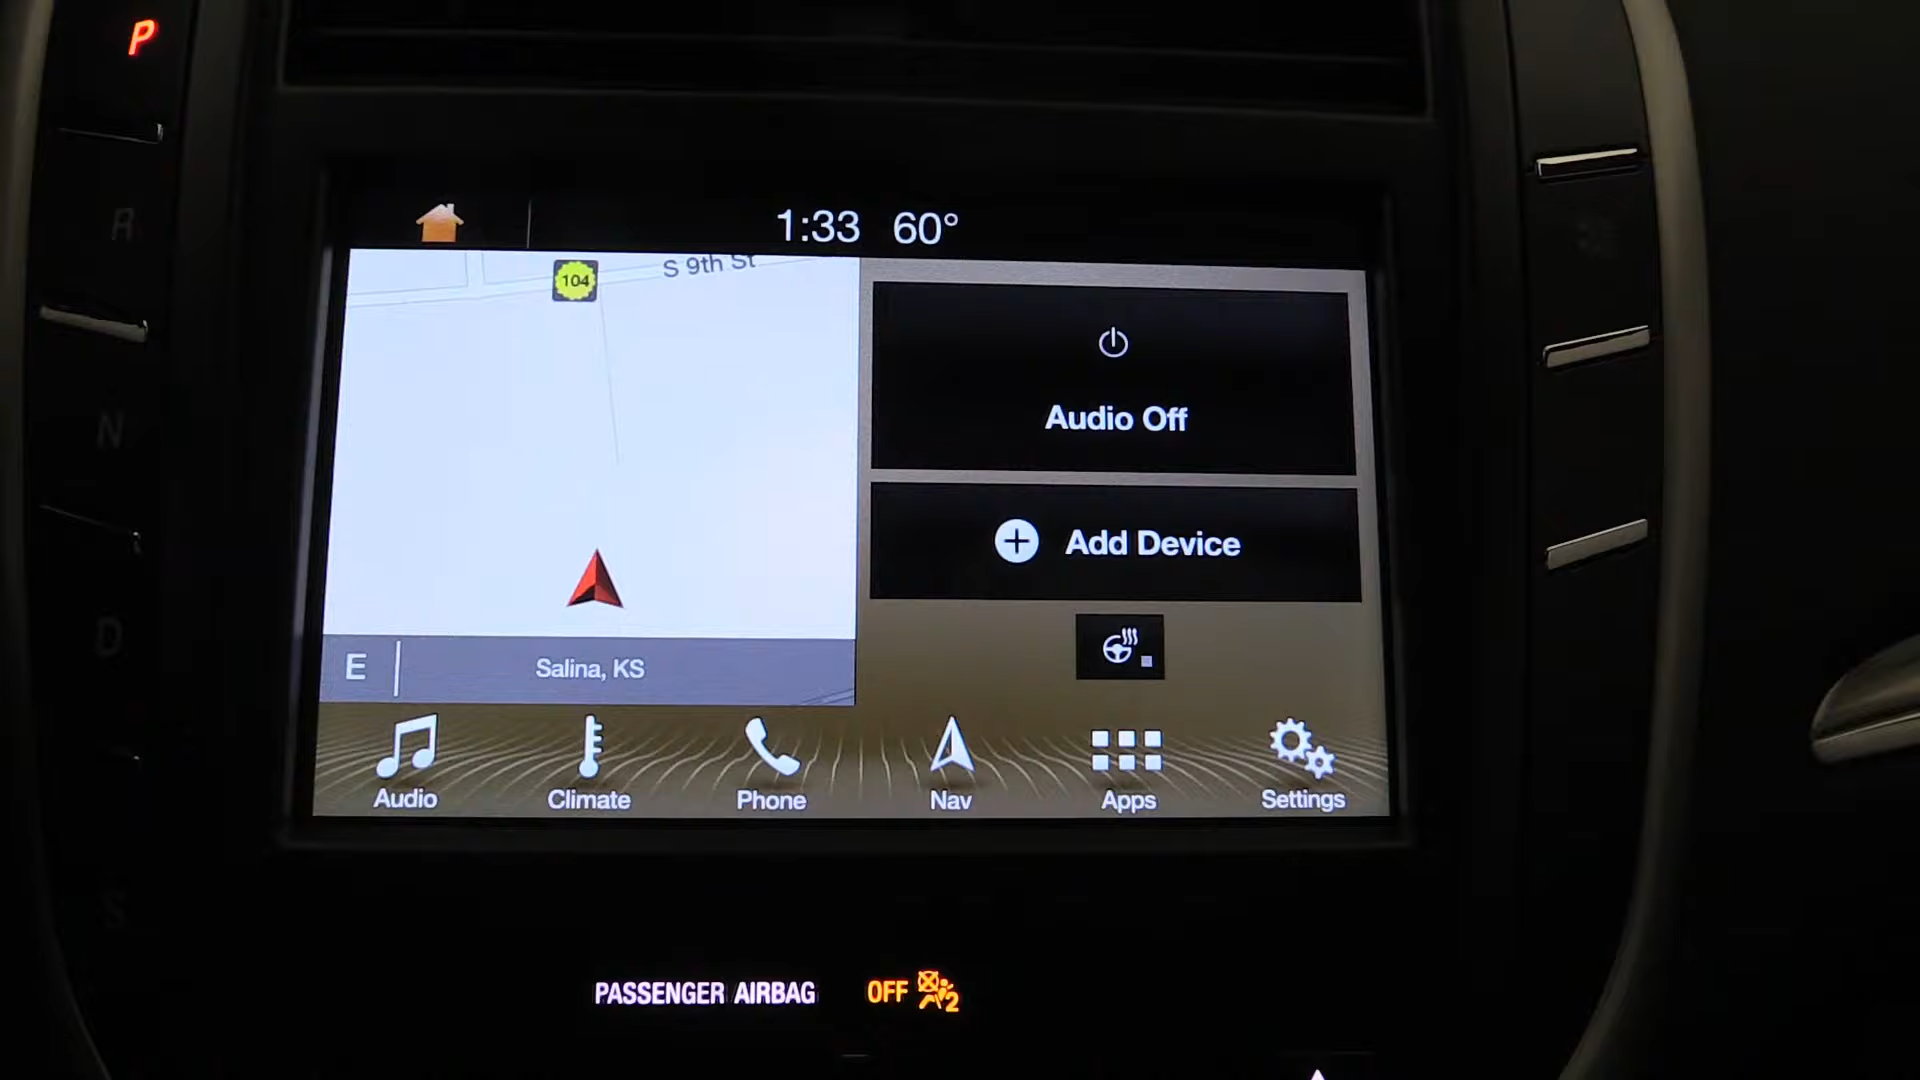 P
R
N
D
S
1:33 60°
104
S 9th St
Audio Off
Add Device
E
Salina, KS
Audio
Climate
Phone
Nav
Apps
Settings
PASSENGER AIRBAG OFF 2